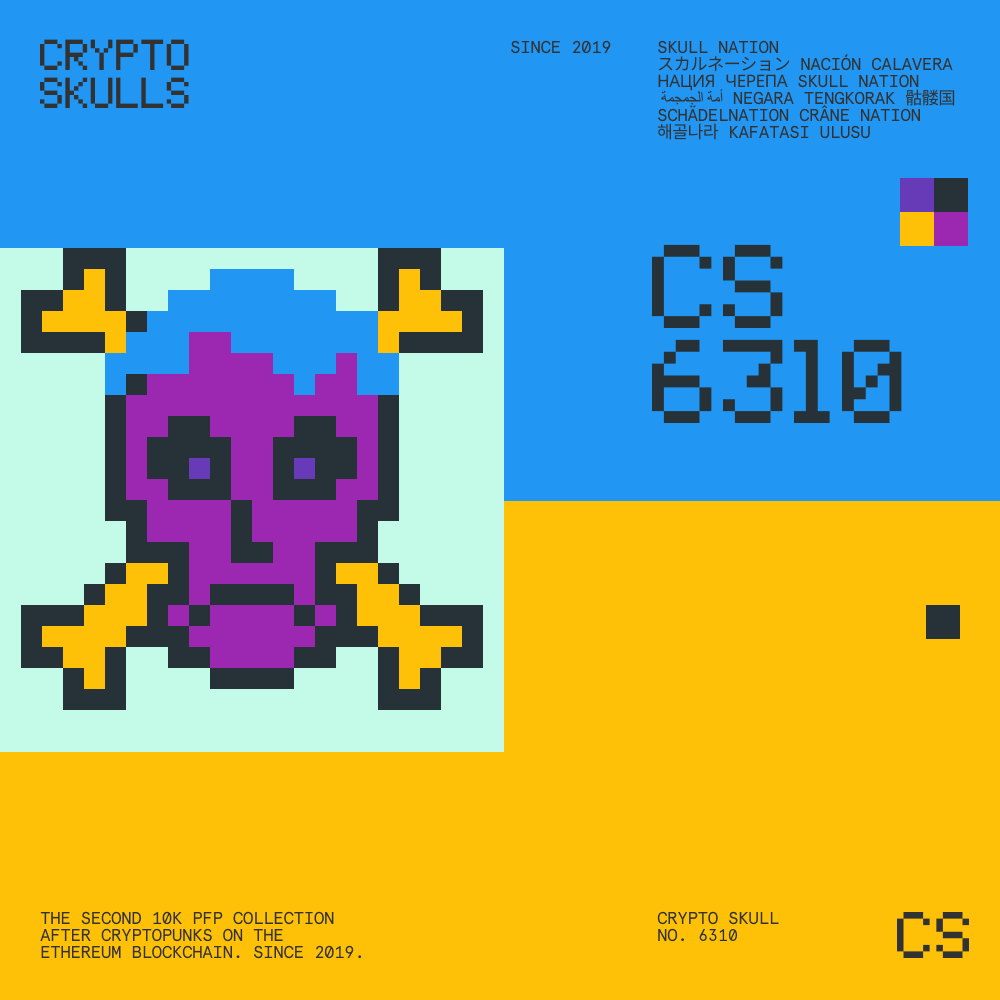 CRYPTO
SKULLS
SINCE 2019
SKULL NATION
スカルネーション NACIÓN CALAVERA
НАЦИЯ ЧЕРЕПА SKULL NATION
أمة الجمجمة NEGARA TENGKORAK 骷髅国
SCHÄDELNATION CRÂNE NATION
해골나라 KAFATASI ULUSU
CS
6310
THE SECOND 10K PFP COLLECTION
AFTER CRYPTOPUNKS ON THE
ETHEREUM BLOCKCHAIN. SINCE 2019.
CRYPTO SKULL
NO. 6310
CS